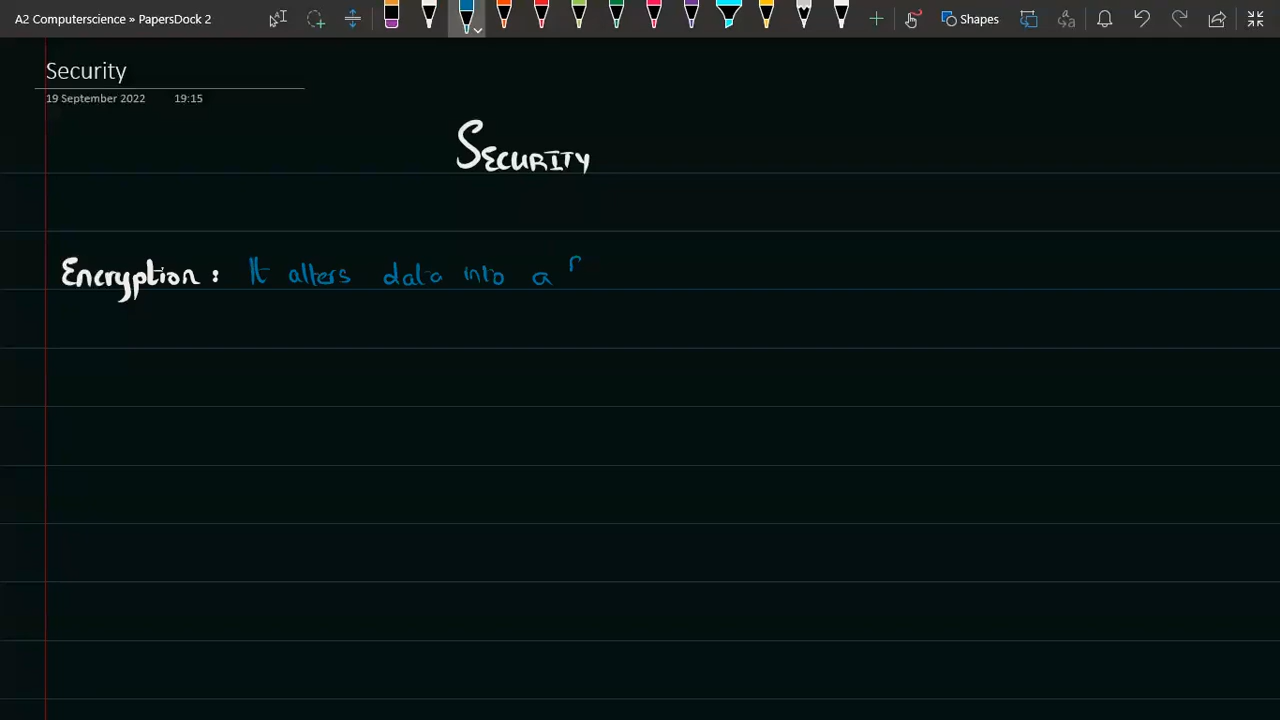 A2 Computerscience » PapersDock 2
Shapes
Security
19 September 2022 19:15
SECURITY
Encryption: It alters data into a